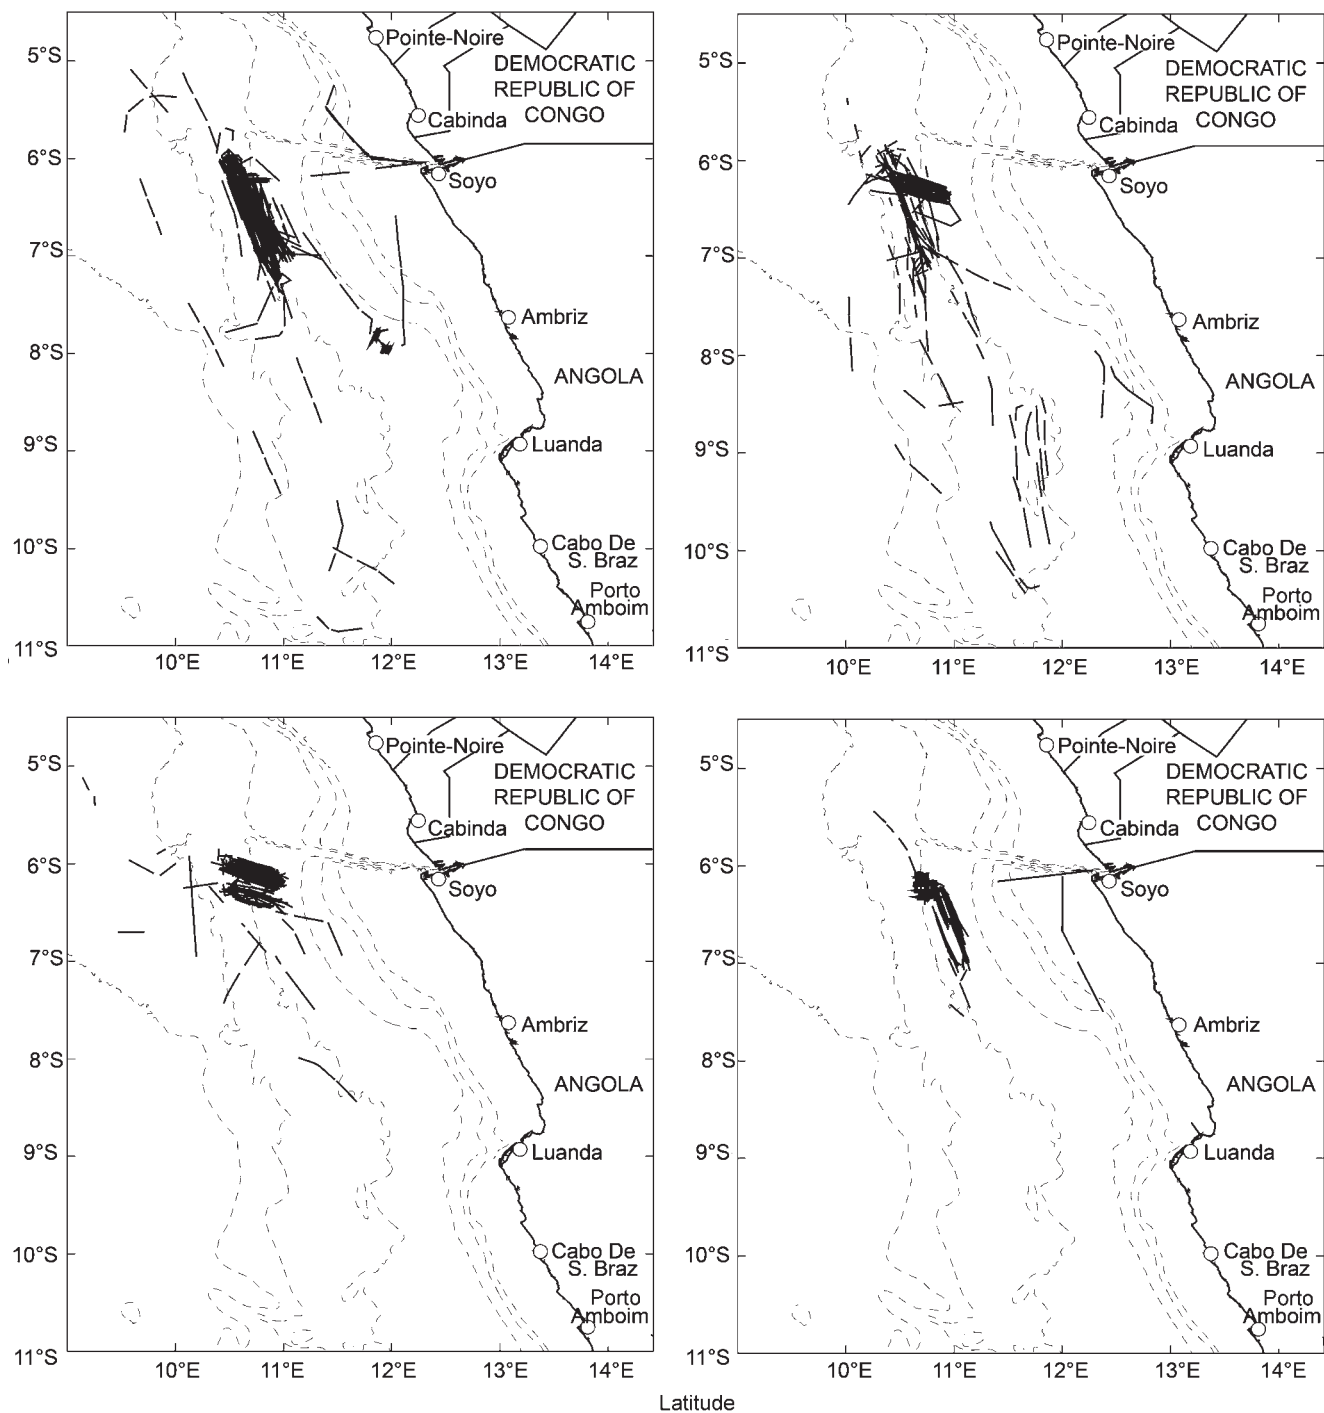 5°S
Pointe-Noire
DEMOCRATIC
REPUBLIC OF
CONGO
Cabinda
6°S
Soyo
7°S
Ambriz
8°S
ANGOLA
9°S
Luanda
10°S
Cabo De
S. Braz
Porto
Amboim
11°S
10°E 11°E 12°E 13°E 14°E
5°S
Pointe-Noire
DEMOCRATIC
REPUBLIC OF
CONGO
Cabinda
6°S
Soyo
7°S
Ambriz
8°S
ANGOLA
9°S
Luanda
10°S
Cabo De
S. Braz
Porto
Amboim
11°S
10°E 11°E 12°E 13°E 14°E
5°S
Pointe-Noire
DEMOCRATIC
REPUBLIC OF
CONGO
Cabinda
6°S
Soyo
7°S
Ambriz
8°S
ANGOLA
9°S
Luanda
10°S
Cabo De
S. Braz
Porto
Amboim
11°S
10°E 11°E 12°E 13°E 14°E
5°S
Pointe-Noire
DEMOCRATIC
REPUBLIC OF
CONGO
Cabinda
6°S
Soyo
7°S
Ambriz
8°S
ANGOLA
9°S
Luanda
10°S
Cabo De
S. Braz
Porto
Amboim
11°S
10°E 11°E 12°E 13°E 14°E
Latitude